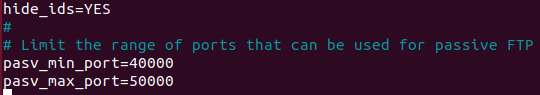 hide_ids=YES
#
# Limit the range of ports that can be used for passive FTP
pasv_min_port=40000
pasv_max_port=50000